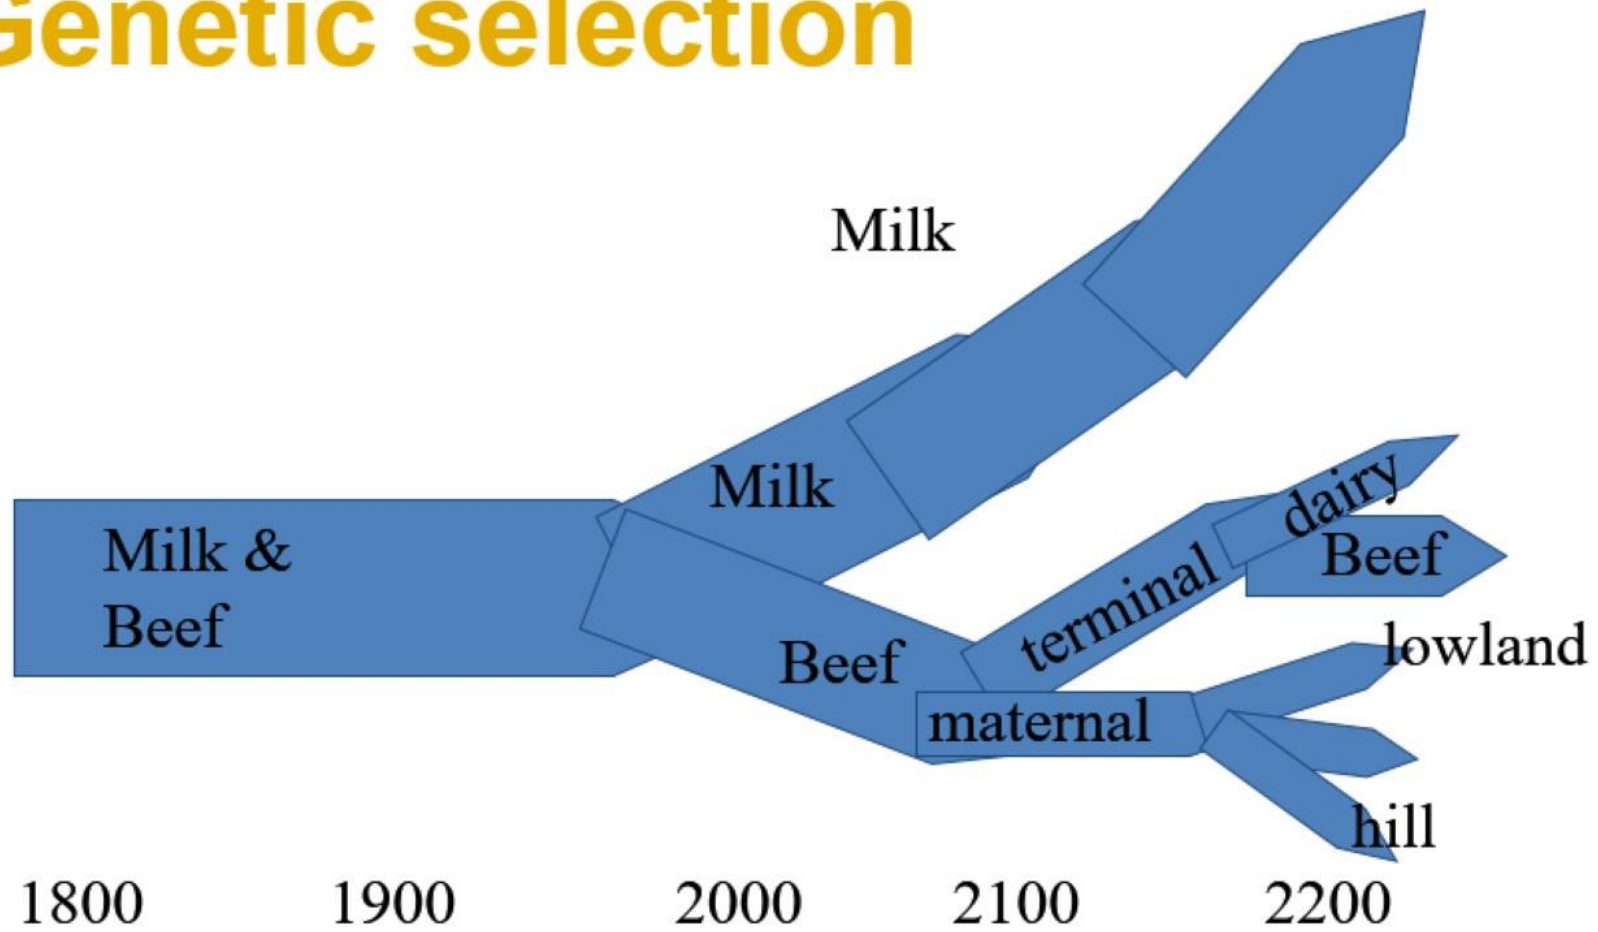 Genetic selection
Milk
Milk
Milk &
Beef
Beef
terminal
dairy
Beef
maternal
lowland
hill
1800 1900 2000 2100 2200